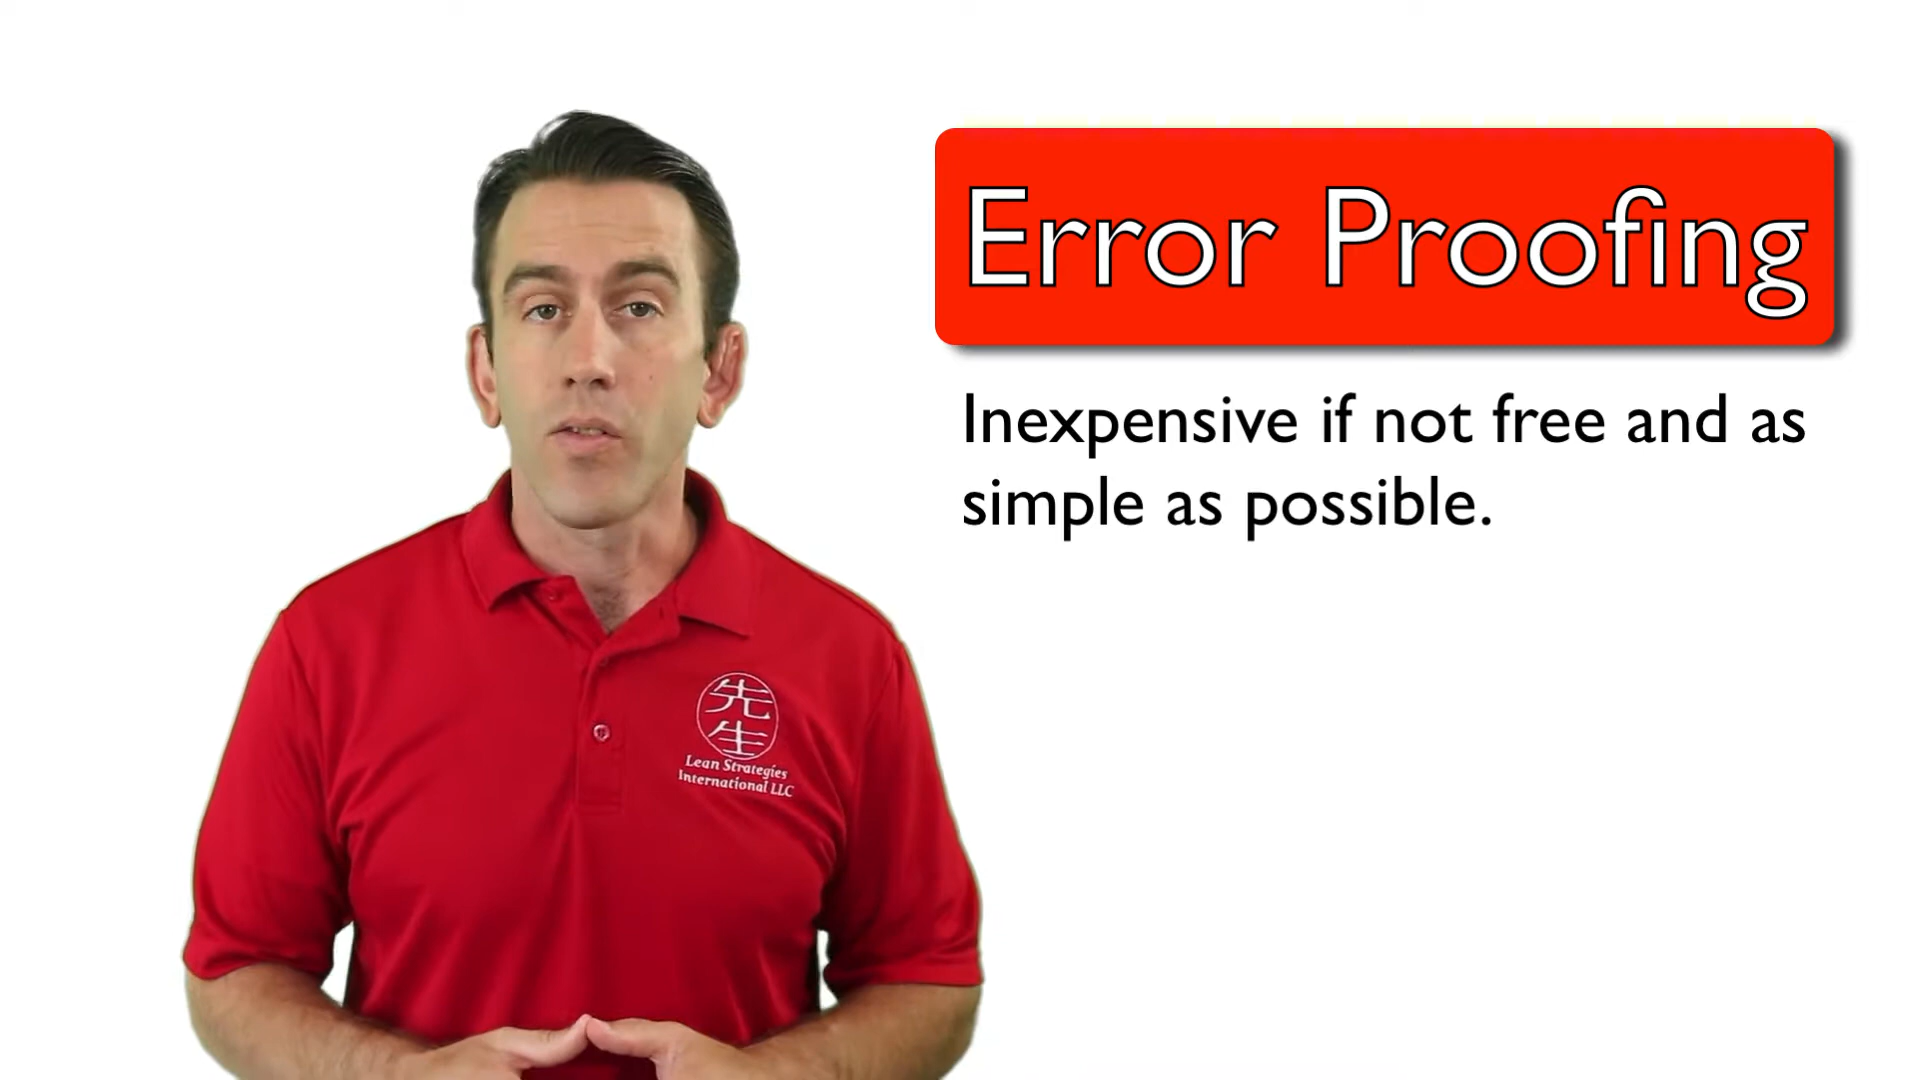 Error Proofing
Inexpensive if not free and as
simple as possible.
先
生
Lean Strategies
International LLC